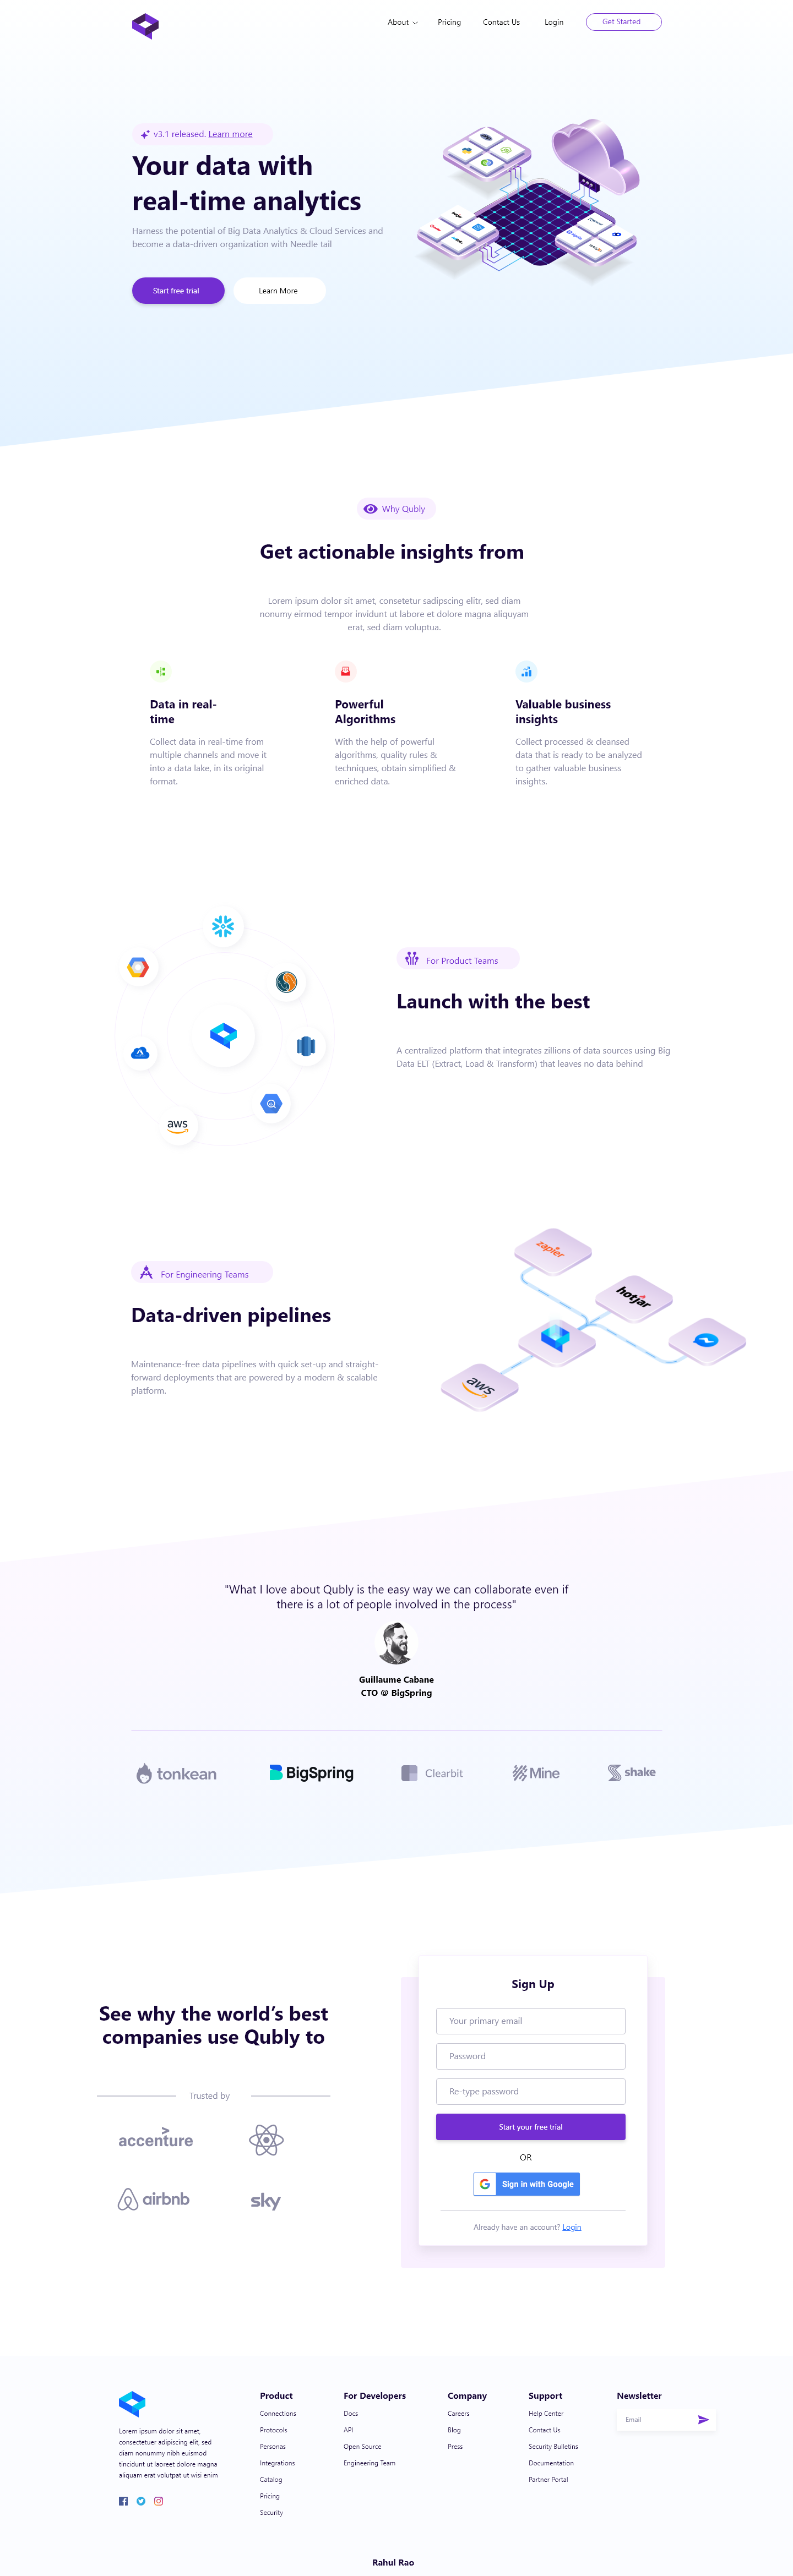 About
Pricing
Contact Us
Login
Get Started
v3.1 released. Learn more
Your data with
real-time analytics
Harness the potential of Big Data Analytics & Cloud Services and
become a data-driven organization with Needle tail
Start free trial
Learn More
Why Qubly
Get actionable insights from
Lorem ipsum dolor sit amet, consetetur sadipscing elitr, sed diam
nonumy eirmod tempor invidunt ut labore et dolore magna aliquyam
erat, sed diam voluptua.
Data in real-
time
Collect data in real-time from
multiple channels and move it
into a data lake, in its original
format.
Powerful
Algorithms
With the help of powerful
algorithms, quality rules &
techniques, obtain simplified &
enriched data.
Valuable business
insights
Collect processed & cleansed
data that is ready to be analyzed
to gather valuable business
insights.
aws
For Product Teams
Launch with the best
A centralized platform that integrates zillions of data sources using Big
Data ELT (Extract, Load & Transform) that leaves no data behind
For Engineering Teams
Data-driven pipelines
Maintenance-free data pipelines with quick set-up and straight-
forward deployments that are powered by a modern & scalable
platform.
zapier
hotjar
aws
"What I love about Qubly is the easy way we can collaborate even if
there is a lot of people involved in the process"
Guillaume Cabane
CTO @ BigSpring
tonkean
BigSpring
Clearbit
Mine
shake
See why the world’s best
companies use Qubly to
Trusted by
accenture
airbnb
sky
Sign Up
Your primary email
Password
Re-type password
Start your free trial
OR
Sign in with Google
Already have an account? Login
Lorem ipsum dolor sit amet,
consectetuer adipiscing elit, sed
diam nonummy nibh euismod
tincidunt ut laoreet dolore magna
aliquam erat volutpat ut wisi enim
Product
Connections
Protocols
Personas
Integrations
Catalog
Pricing
Security
For Developers
Docs
API
Open Source
Engineering Team
Company
Careers
Blog
Press
Support
Help Center
Contact Us
Security Bulletins
Documentation
Partner Portal
Newsletter
Email
Rahul Rao